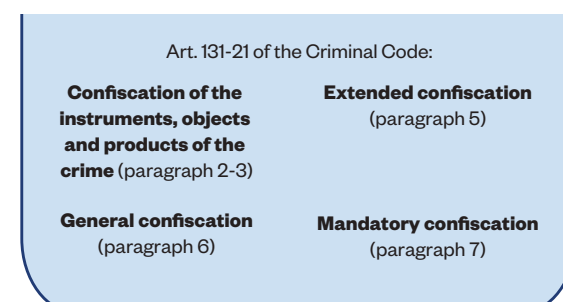 Art. 131-21 of the Criminal Code:
Confiscation of the
instruments, objects
and products of the
crime (paragraph 2-3)
Extended confiscation
(paragraph 5)
General confiscation
(paragraph 6)
Mandatory confiscation
(paragraph 7)